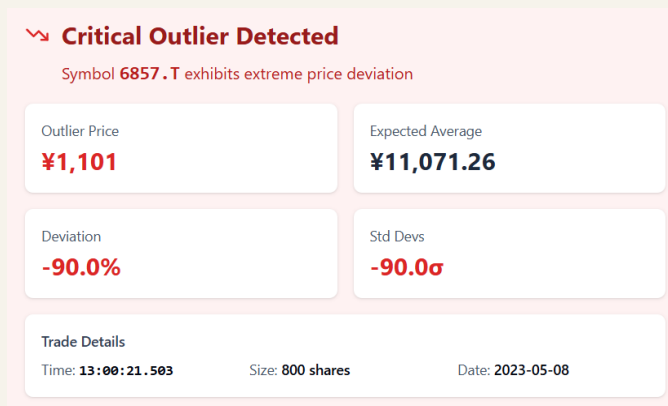 Critical Outlier Detected
Symbol 6857.T exhibits extreme price deviation
Outlier Price
¥1,101
Expected Average
¥11,071.26
Deviation
-90.0%
Std Devs
-90.0σ
Trade Details
Time: 13:00:21.503 Size: 800 shares Date: 2023-05-08